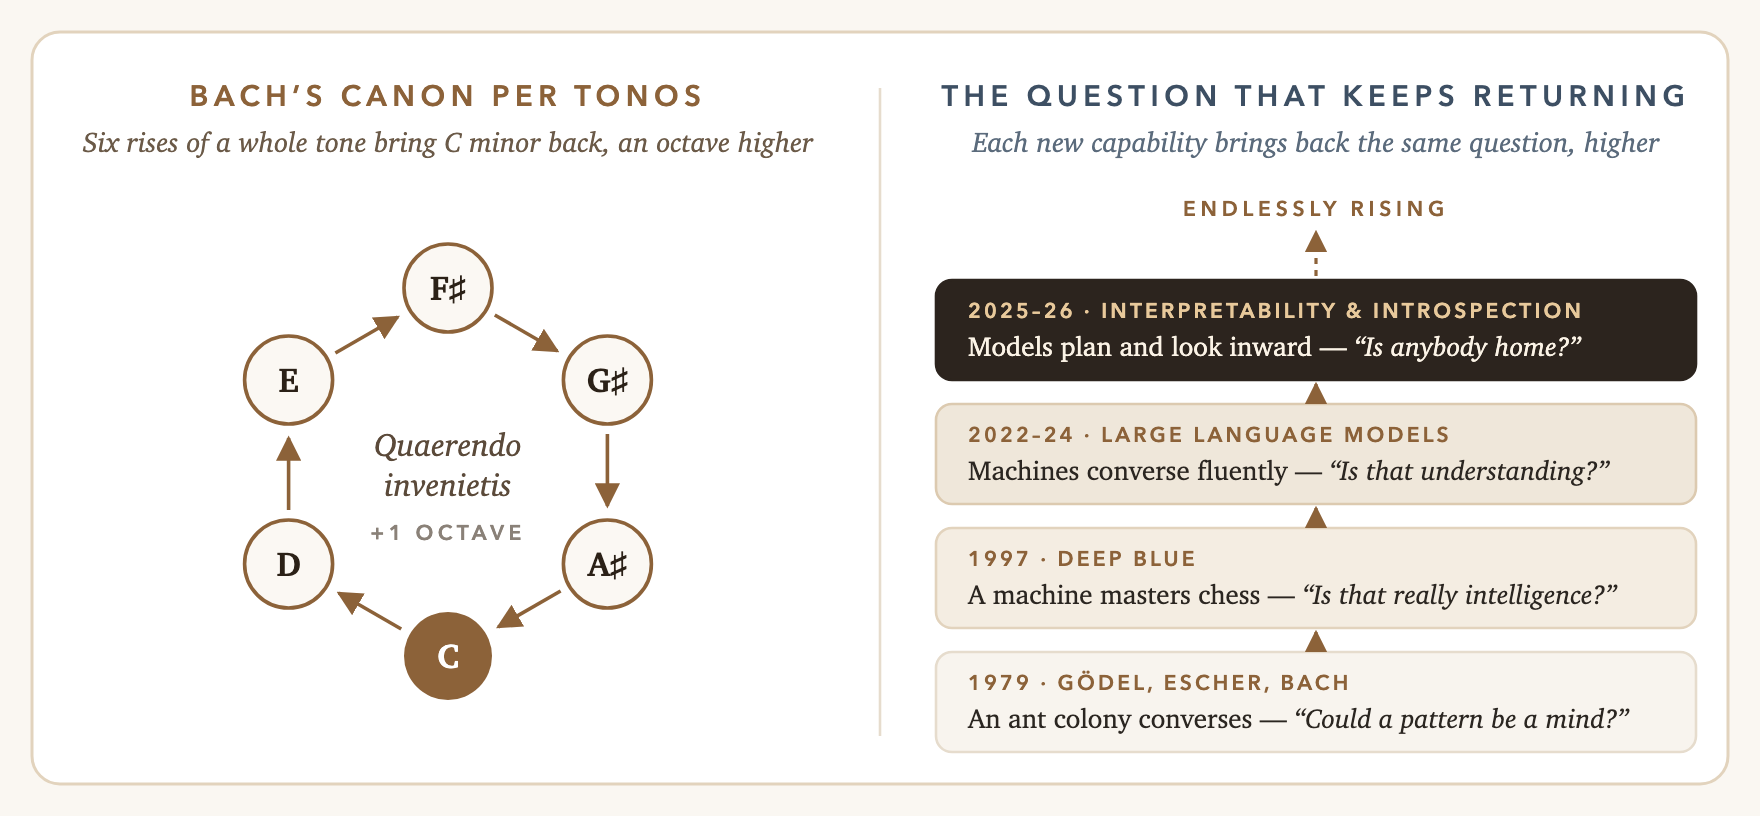 BACH’S CANON PER TONOS
Six rises of a whole tone bring C minor back, an octave higher
F♯
E
G♯
Quaerendo
invenietis
+1 OCTAVE
D
A♯
C
THE QUESTION THAT KEEPS RETURNING
Each new capability brings back the same question, higher
ENDLESSLY RISING
2025–26 · INTERPRETABILITY & INTROSPECTION
Models plan and look inward — “Is anybody home?”
2022–24 · LARGE LANGUAGE MODELS
Machines converse fluently — “Is that understanding?”
1997 · DEEP BLUE
A machine masters chess — “Is that really intelligence?”
1979 · GÖDEL, ESCHER, BACH
An ant colony converses — “Could a pattern be a mind?”